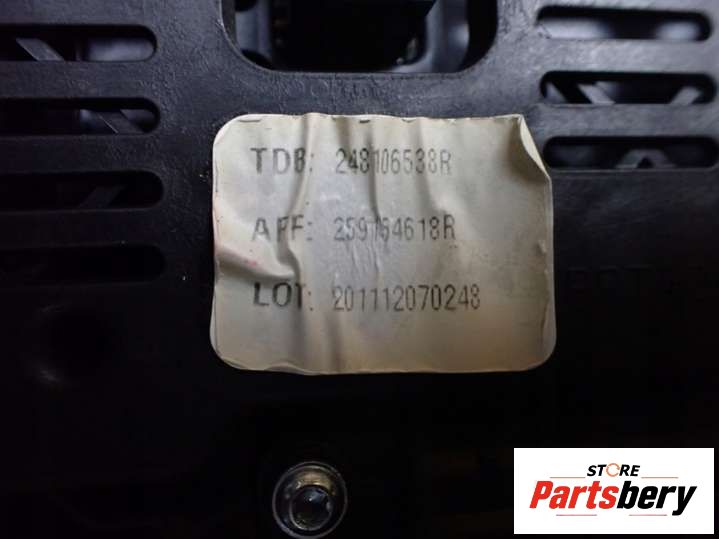 TDB: 248106538R
AFF: 259164618R
LOT: 201112070248
STORE
Partsbery